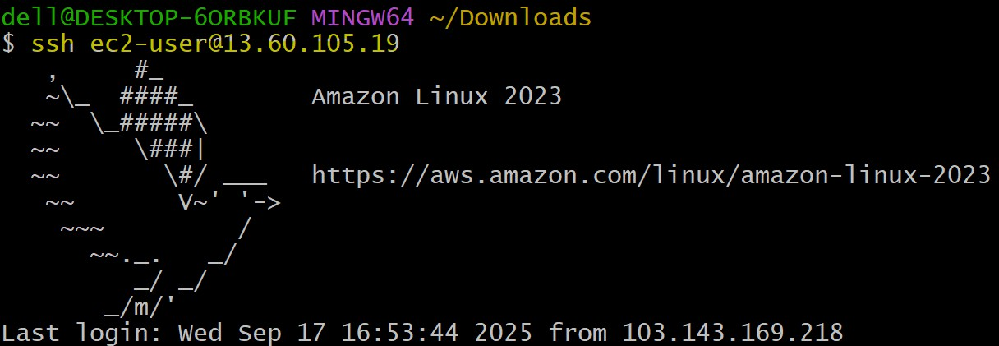 dell@DESKTOP-6ORBKUF MINGW64 ~/Downloads
$ ssh ec2-user@13.60.105.19
   ,     #_
   ~\_  ####_        Amazon Linux 2023
  ~~  \_#####\
  ~~     \###|
  ~~       \#/ ___   https://aws.amazon.com/linux/amazon-linux-2023
   ~~       V~' '->
    ~~~         /
      ~~._.   _/
         _/ _/
       _/m/'
Last login: Wed Sep 17 16:53:44 2025 from 103.143.169.218